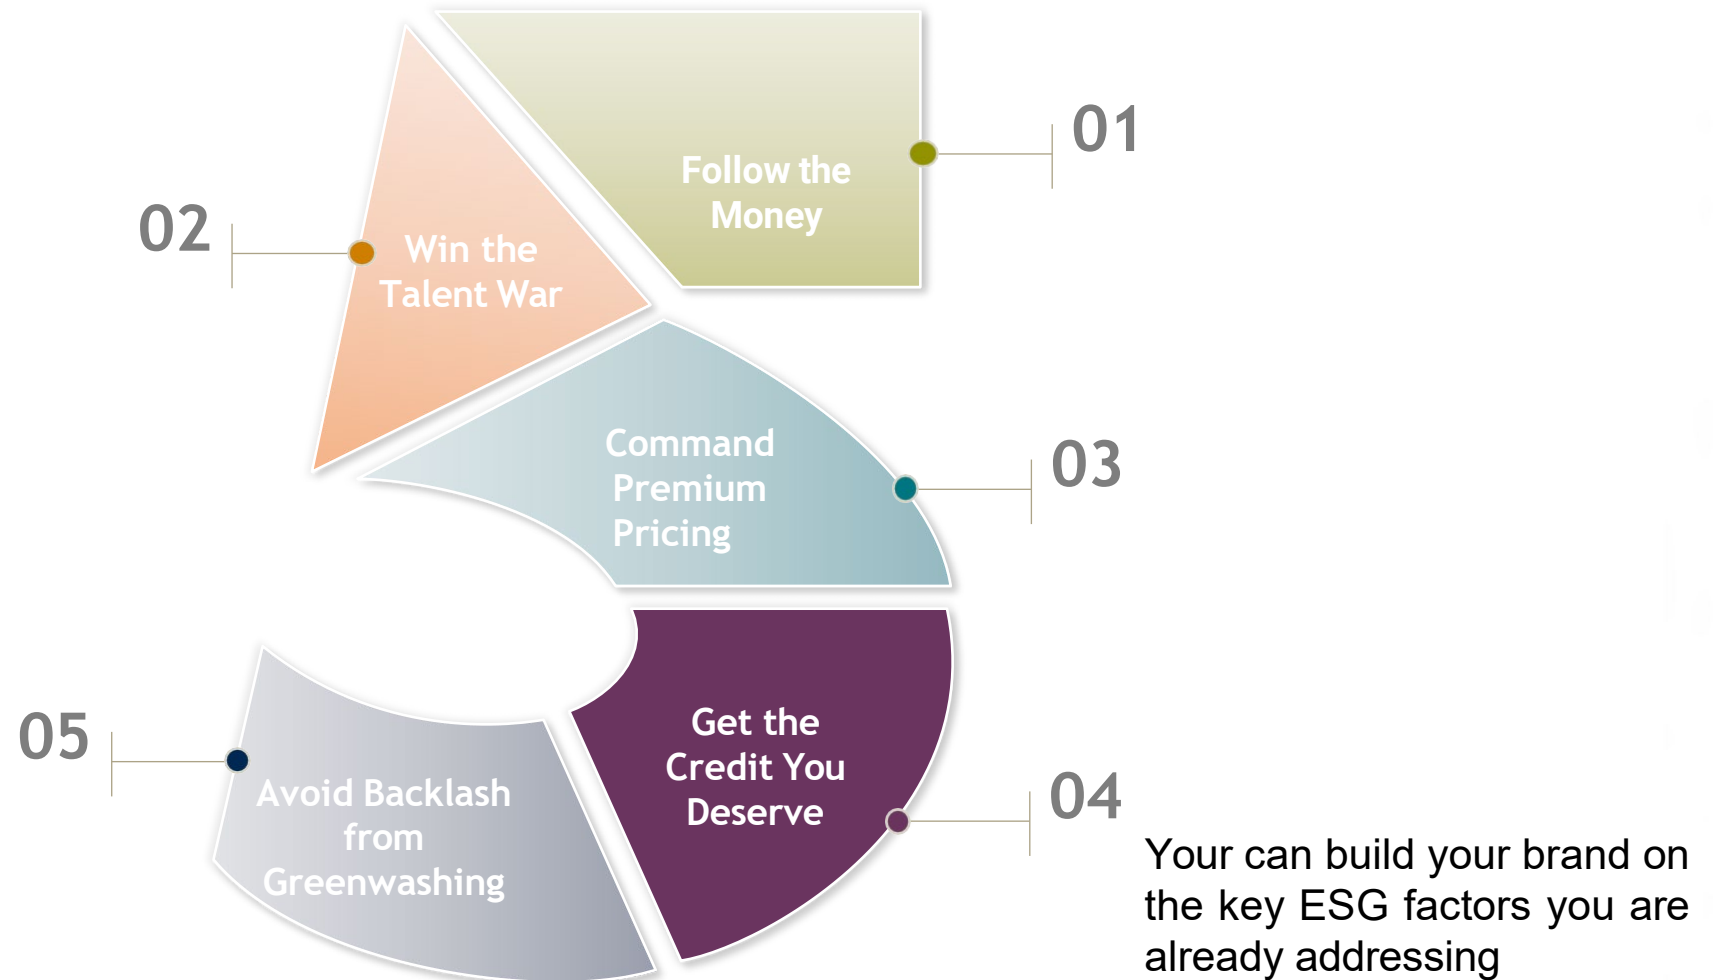 01
Follow the
Money
02
Win the
Talent War
03
Command
Premium
Pricing
04
Get the
Credit You
Deserve
Your can build your brand on
the key ESG factors you are
already addressing
05
Avoid Backlash
from
Greenwashing